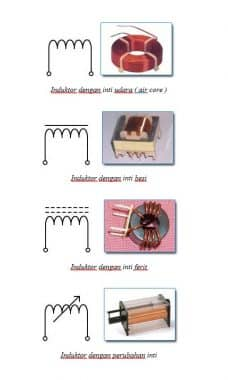 Induktor dengan inti udara ( air core )
Induktor dengan inti besi
Induktor dengan inti ferit
Induktor dengan perubahan inti